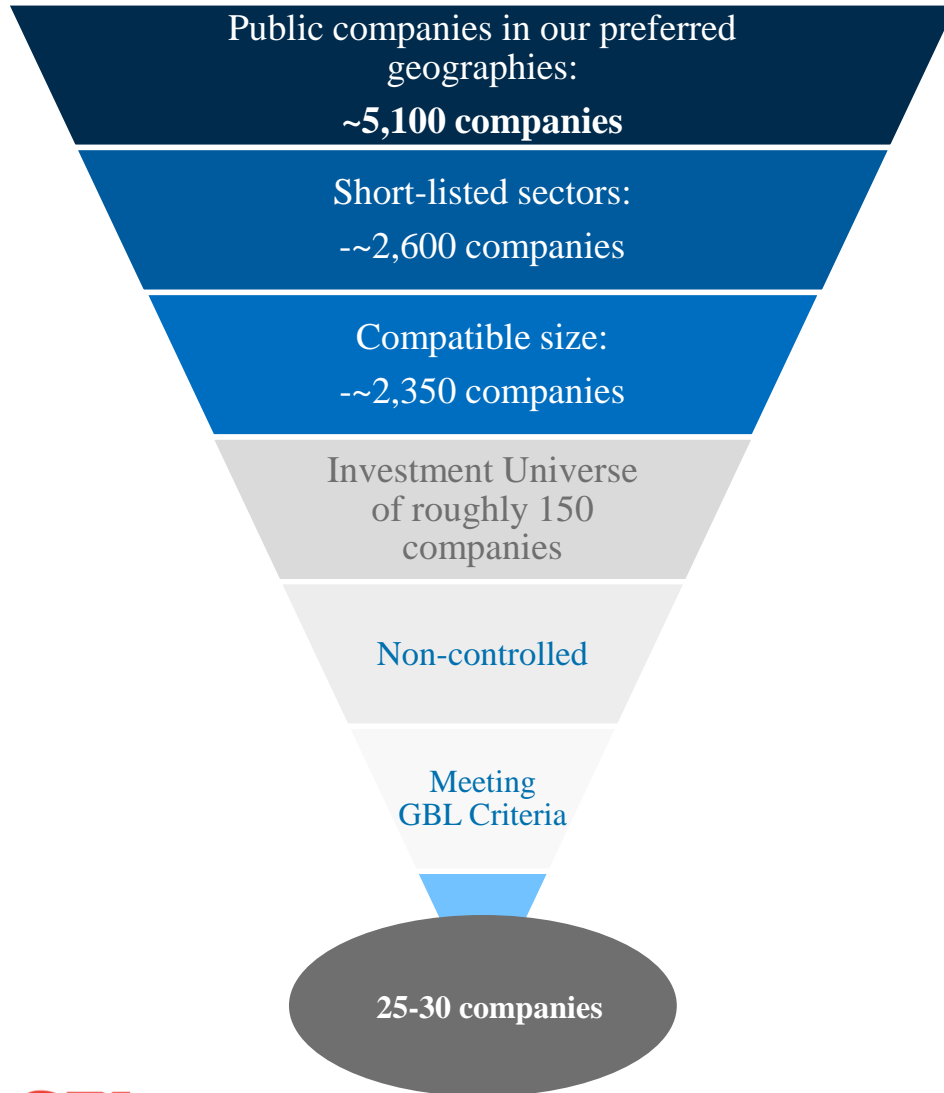 Public companies in our preferred
geographies:
~5,100 companies
Short-listed sectors:
-~2,600 companies
Compatible size:
-~2,350 companies
Investment Universe
of roughly 150
companies
Non-controlled
Meeting
GBL Criteria
25-30 companies